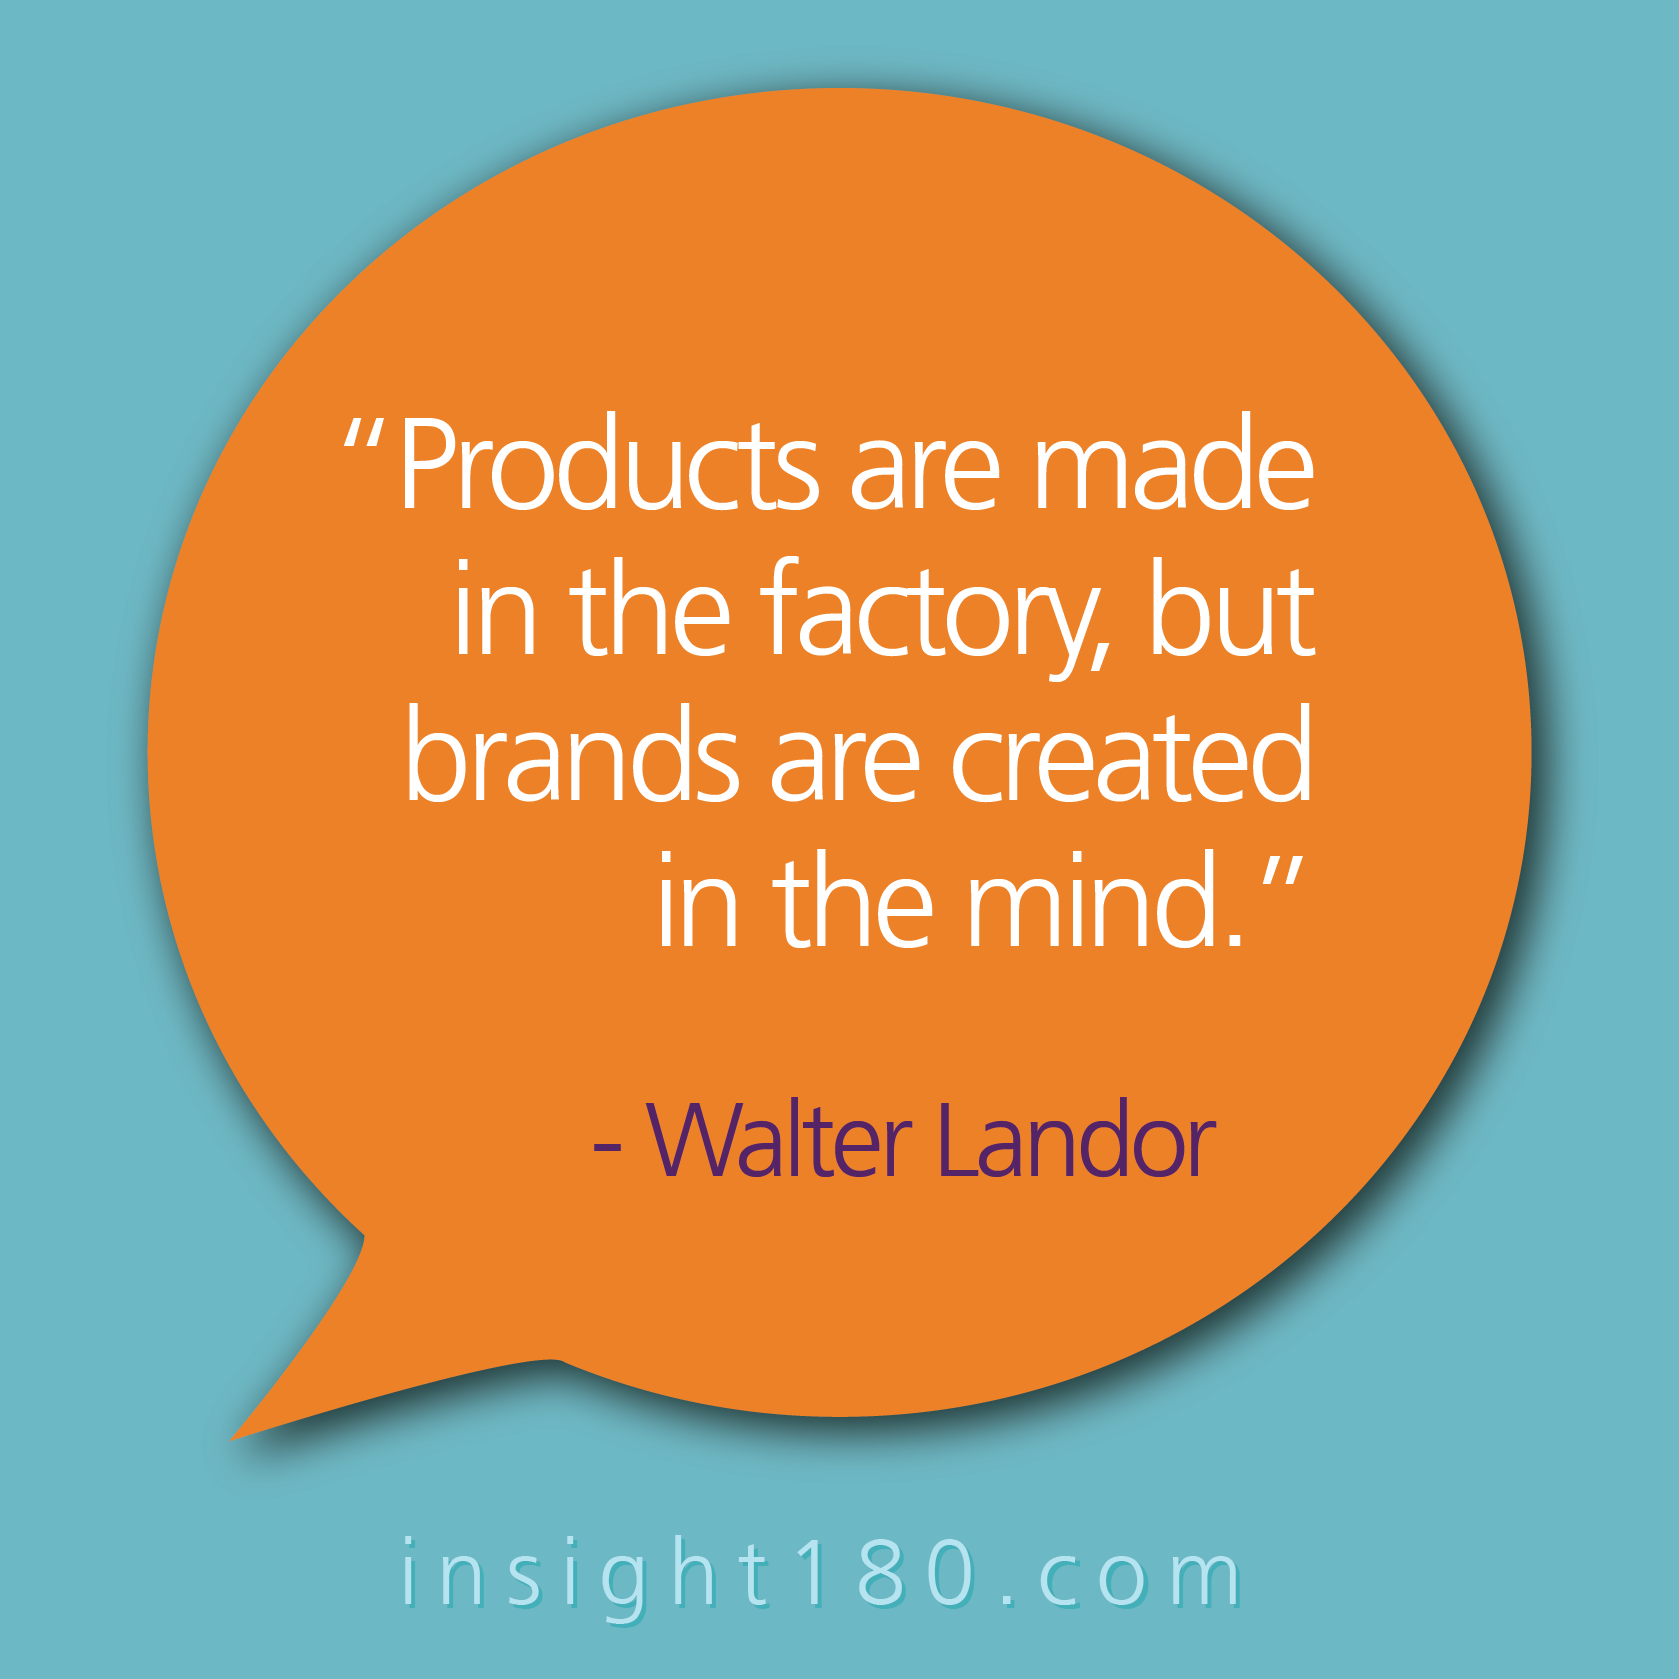 “Products are made
in the factory, but
brands are created
in the mind.”
- Walter Landor
insight180.com